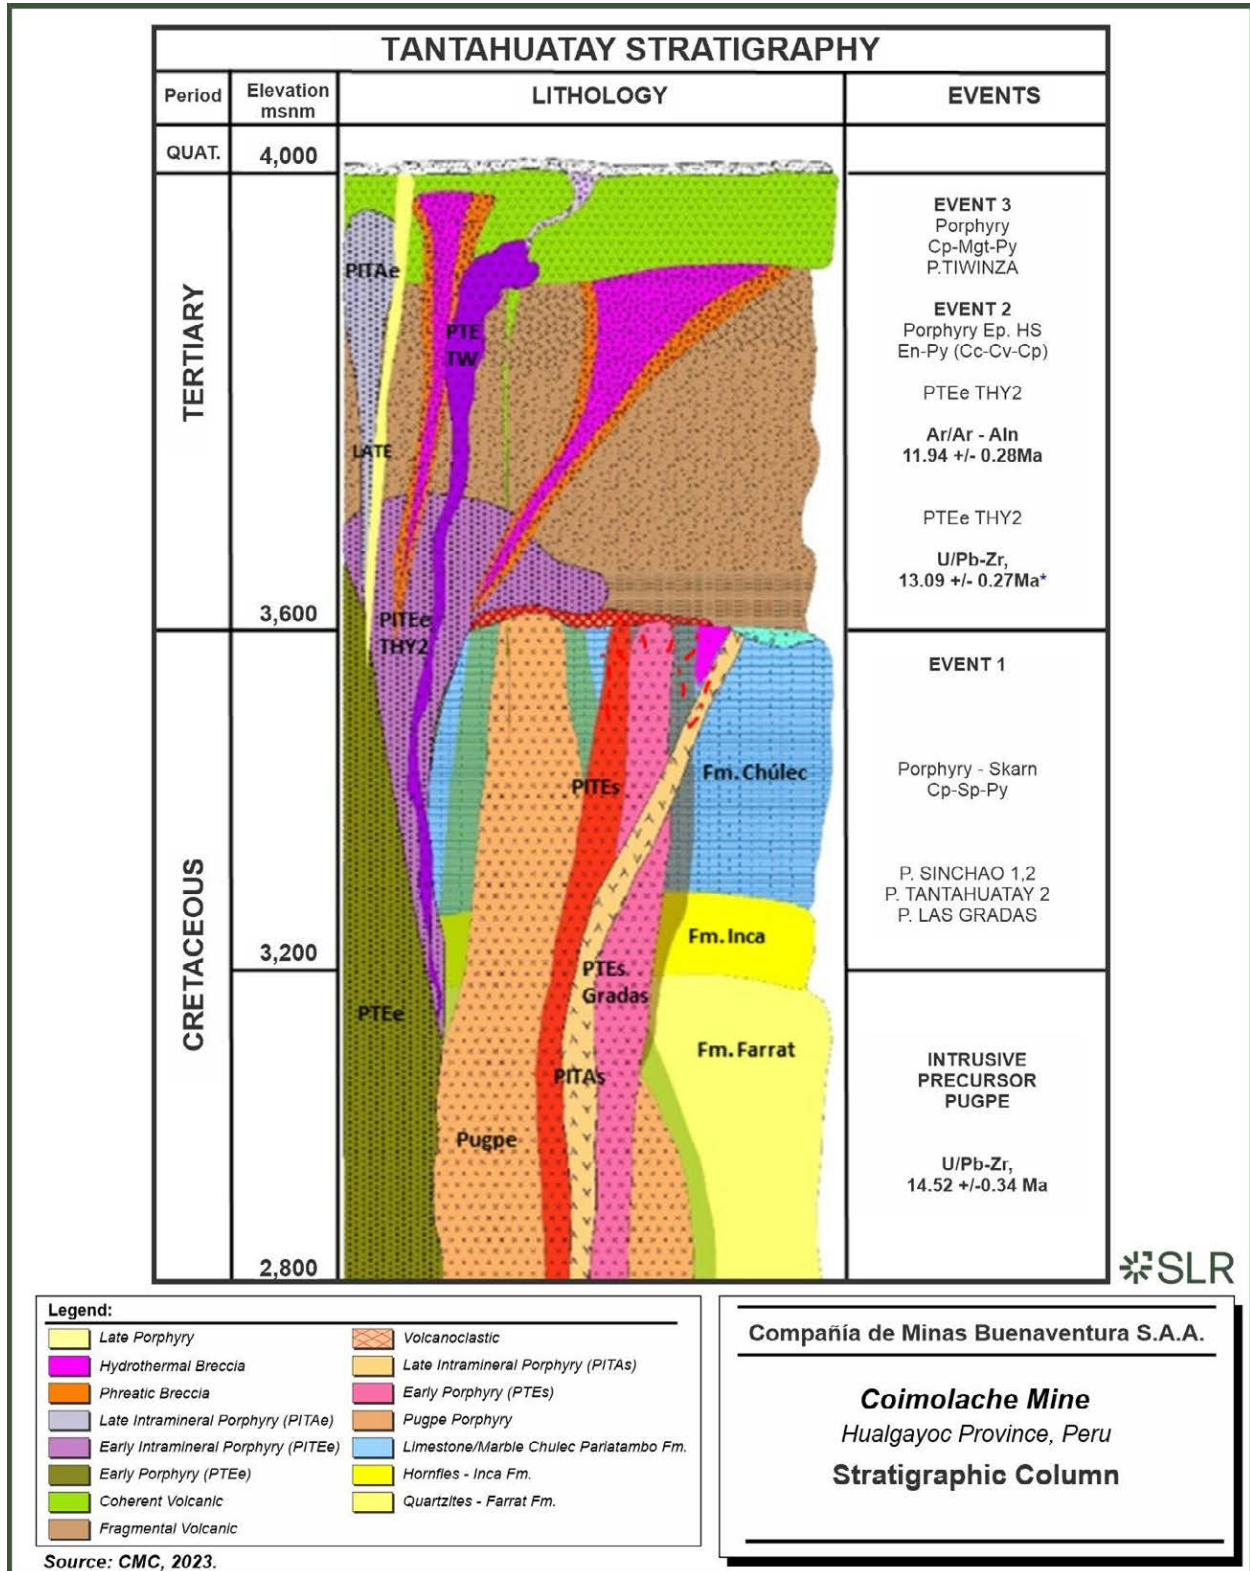 TANTAHUATAY STRATIGRAPHY
Period
Elevation
msnm
LITHOLOGY
EVENTS
QUAT.
4,000
TERTIARY
3,600
CRETACEOUS
3,200
2,800
PITAe
PTE
TW
LATE
PITEe
THY2
PITEs
Fm. Chúlec
Fm. Inca
PTEs
Gradas
PTEe
Fm. Farrat
PITAs
Pugpe
EVENT 3
Porphyry
Cp-Mgt-Py
P.TIWINZA
EVENT 2
Porphyry Ep. HS
En-Py (Cc-Cv-Cp)
PTEe THY2
Ar/Ar - Aln
11.94 +/- 0.28Ma
PTEe THY2
U/Pb-Zr,
13.09 +/- 0.27Ma*
EVENT 1
Porphyry - Skarn
Cp-Sp-Py
P. SINCHAO 1,2
P. TANTAHUATAY 2
P. LAS GRADAS
INTRUSIVE
PRECURSOR
PUGPE
U/Pb-Zr,
14.52 +/-0.34 Ma
SLR
Legend:
Late Porphyry
Hydrothermal Breccia
Phreatic Breccia
Late Intramineral Porphyry (PITAe)
Early Intramineral Porphyry (PITEe)
Early Porphyry (PTEe)
Coherent Volcanic
Fragmental Volcanic
Volcanoclastic
Late Intramineral Porphyry (PITAs)
Early Porphyry (PTEs)
Pugpe Porphyry
Limestone/Marble Chulec Pariatambo Fm.
Hornfles - Inca Fm.
Quartzites - Farrat Fm.
Source: CMC, 2023.
Compañía de Minas Buenaventura S.A.A.
Coimolache Mine
Hualgayoc Province, Peru
Stratigraphic Column